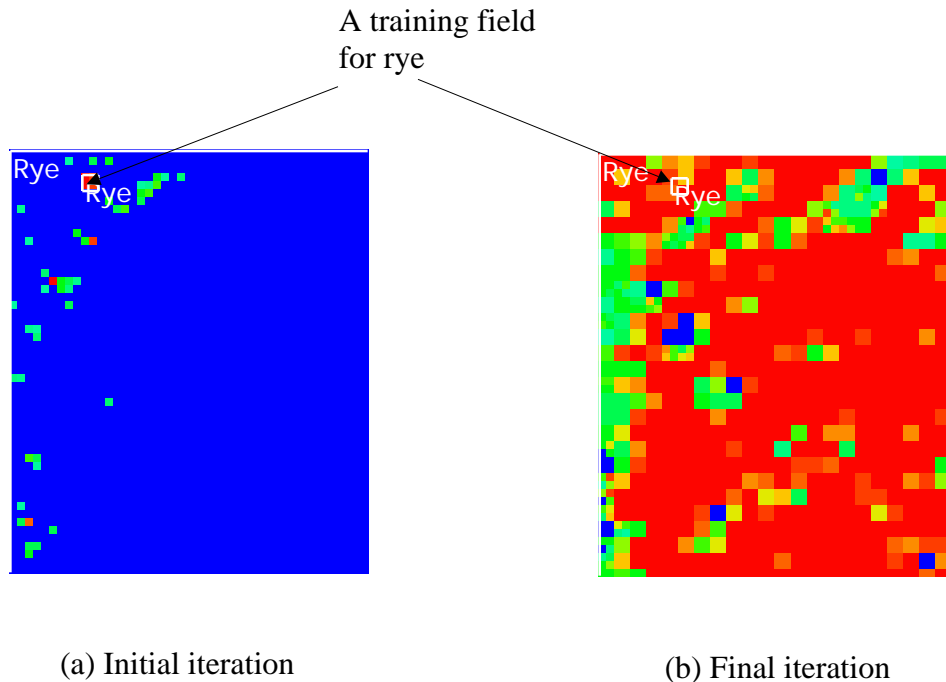 A training field
for rye
Rye
Rye
Rye
Rye
(a) Initial iteration
(b) Final iteration